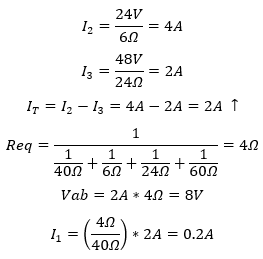 I₂ = 24V / 6Ω = 4A
I₃ = 48V / 24Ω = 2A
I_T = I₂ − I₃ = 4A − 2A = 2A ↑
Req = 1 / (1/40Ω + 1/6Ω + 1/24Ω + 1/60Ω) = 4Ω
Vab = 2A * 4Ω = 8V
I₁ = (4Ω / 40Ω) * 2A = 0.2A